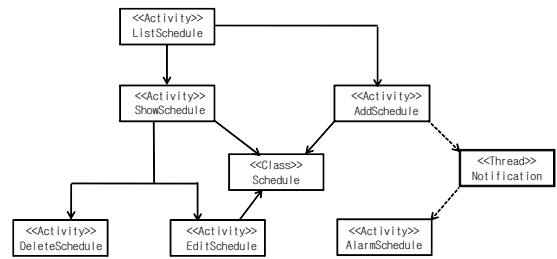 <<Activity>>
ListSchedule
<<Activity>>
ShowSchedule
<<Activity>>
AddSchedule
<<Class>>
Schedule
<<Thread>>
Notification
<<Activity>>
DeleteSchedule
<<Activity>>
EditSchedule
<<Activity>>
AlarmSchedule